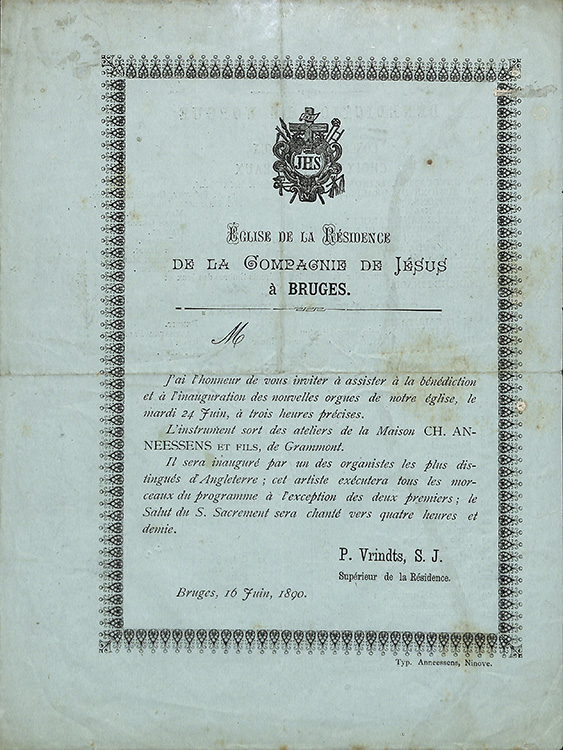 JHS
Église de la Résidence
de la Compagnie de Jésus
à BRUGES.
M
J'ai l'honneur de vous inviter à assister à la bénédiction
et à l'inauguration des nouvelles orgues de notre église, le
mardi 24 Juin, à trois heures précises.
L'instrument sort des ateliers de la Maison CH. AN-
NEESSENS ET FILS, de Grammont.
Il sera inauguré par un des organistes les plus dis-
tingués d'Angleterre ; cet artiste exécutera tous les mor-
ceaux du programme à l'exception des deux premiers ; le
Salut du S. Sacrement sera chanté vers quatre heures et
demie.
P. Vrindts, S. J.
Supérieur de la Résidence.
Bruges, 16 Juin, 1890.
Typ. Anneessens, Ninove.